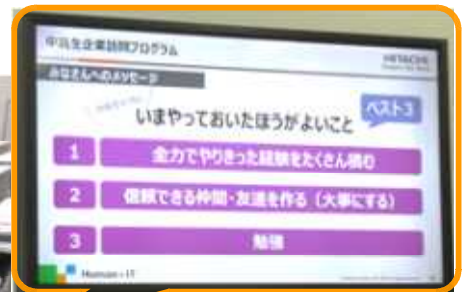 中高生企業訪問プログラム
HITACHI
みなさんへのメッセージ
いまやっておいたほうがよいこと
ベスト3
1 全力でやりきった経験をたくさん積む
2 信頼できる仲間・友達を作る（大事にする）
3 勉強
Human×IT